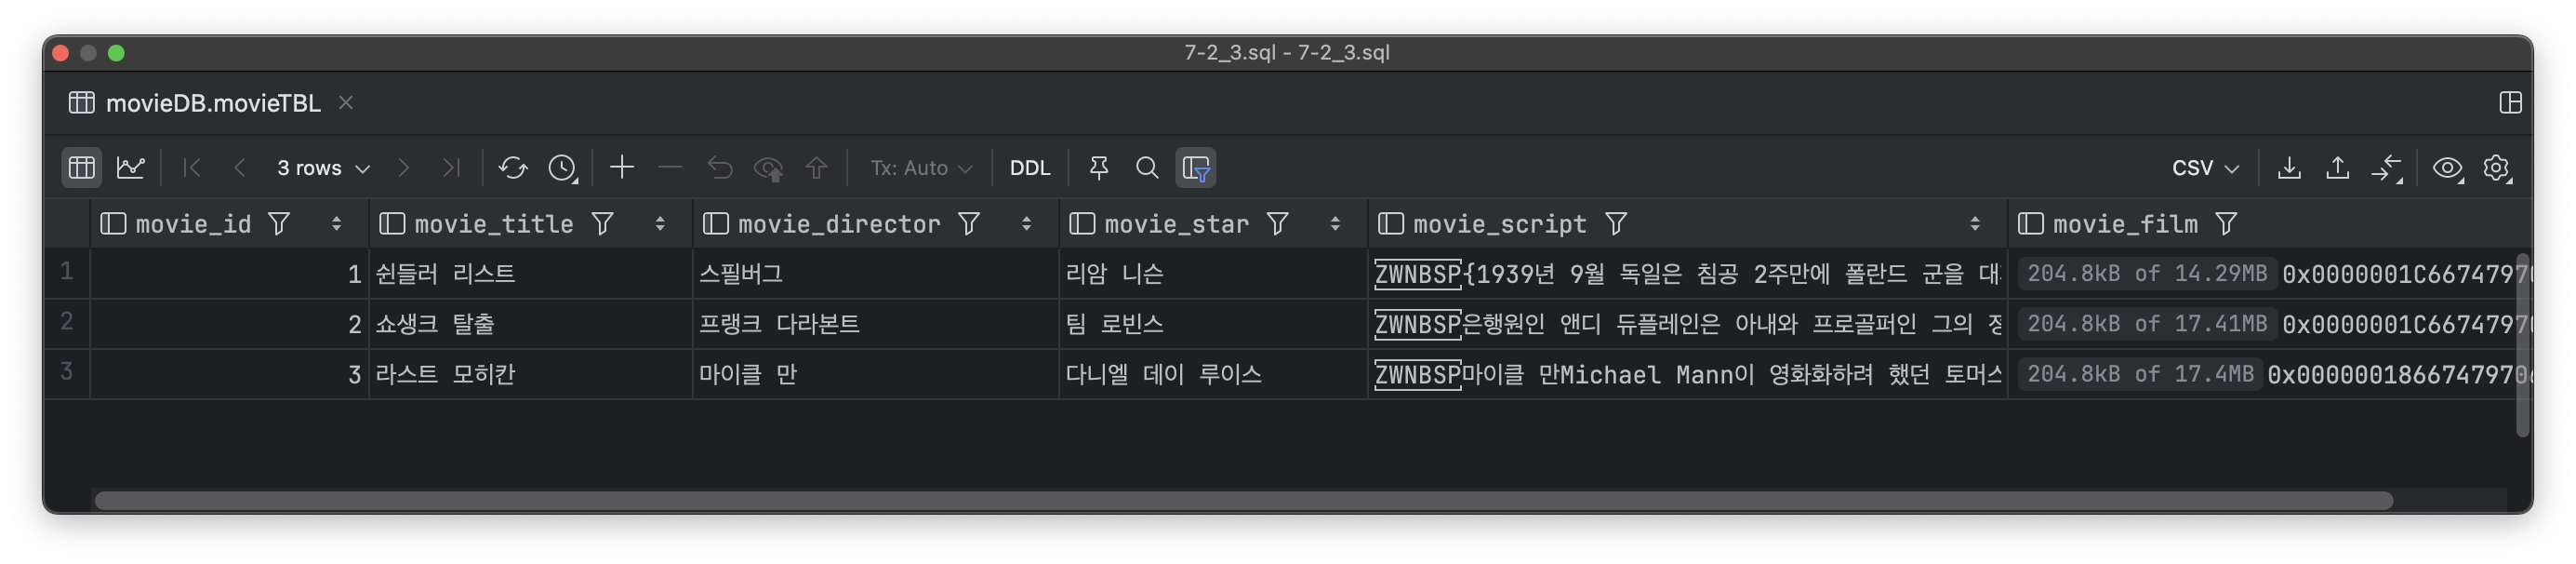 7-2_3.sql - 7-2_3.sql
movieDB.movieTBL
3 rows Tx: Auto DDL CSV
movie_id movie_title movie_director movie_star movie_script movie_film
1 1 쉰들러 리스트 스필버그 리암 니슨 ZWNBSP{1939년 9월 독일은 침공 2주만에 폴란드 군을 대 204.8kB of 14.29MB 0x0000001C6674797
2 2 쇼생크 탈출 프랭크 다라본트 팀 로빈스 ZWNBSP은행원인 앤디 듀플레인은 아내와 프로골퍼인 그의 정 204.8kB of 17.41MB 0x0000001C6674797
3 3 라스트 모히칸 마이클 만 다니엘 데이 루이스 ZWNBSP마이클 만Michael Mann이 영화화하려 했던 토머스 204.8kB of 17.4MB 0x000000186674797